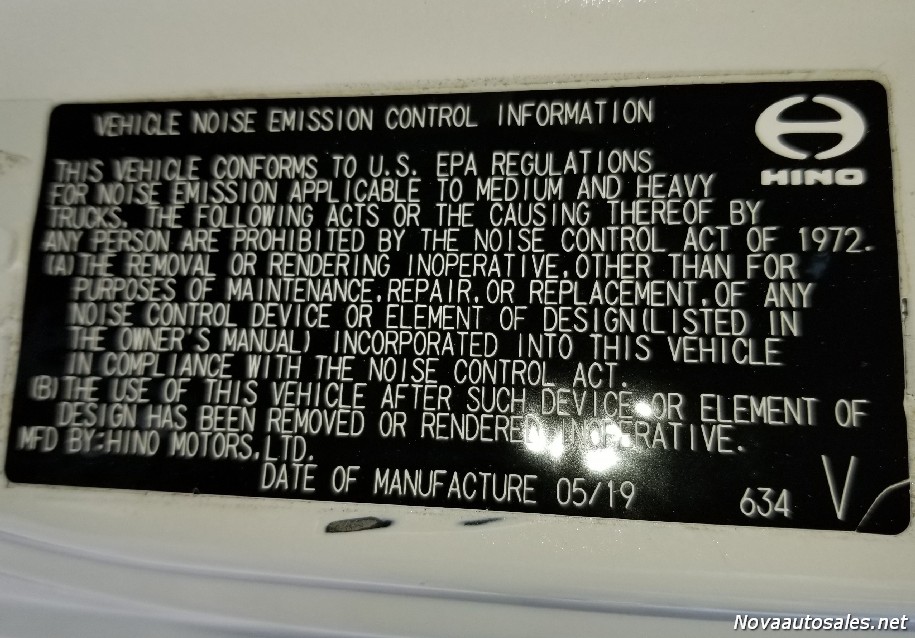 VEHICLE NOISE EMISSION CONTROL INFORMATION
HINO
THIS VEHICLE CONFORMS TO U.S. EPA REGULATIONS
FOR NOISE EMISSION APPLICABLE TO MEDIUM AND HEAVY
TRUCKS. THE FOLLOWING ACTS OR THE CAUSING THEREOF BY
ANY PERSON ARE PROHIBITED BY THE NOISE CONTROL ACT OF 1972.
(A) THE REMOVAL OR RENDERING INOPERATIVE, OTHER THAN FOR
PURPOSES OF MAINTENANCE, REPAIR, OR REPLACEMENT, OF ANY
NOISE CONTROL DEVICE OR ELEMENT OF DESIGN (LISTED IN
THE OWNER'S MANUAL) INCORPORATED INTO THIS VEHICLE
IN COMPLIANCE WITH THE NOISE CONTROL ACT.
(B) THE USE OF THIS VEHICLE AFTER SUCH DEVICE OR ELEMENT OF
DESIGN HAS BEEN REMOVED OR RENDERED INOPERATIVE.
MFD BY: HINO MOTORS, LTD.
DATE OF MANUFACTURE 05/19
634 V
Novaautosales.net